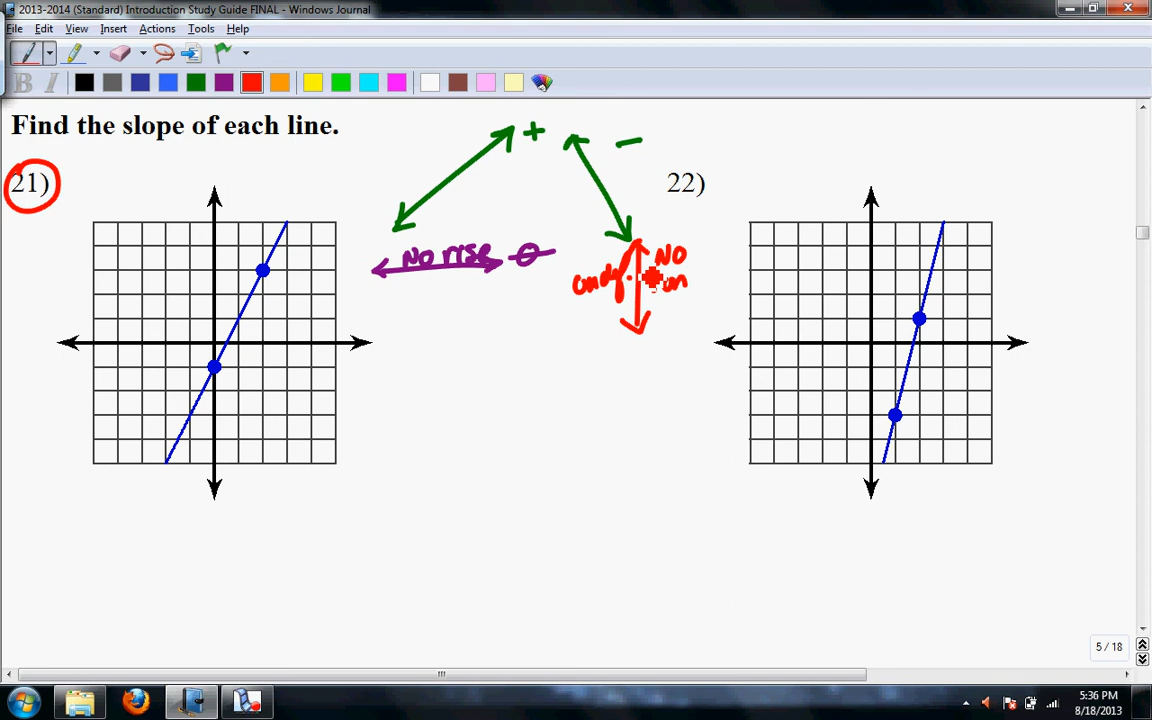 2013-2014 (Standard) Introduction Study Guide FINAL - Windows Journal
File Edit View Insert Actions Tools Help
B I
Find the slope of each line.
+ −
21)
22)
No rise 0
NO
5 / 18
5:36 PM
8/18/2013